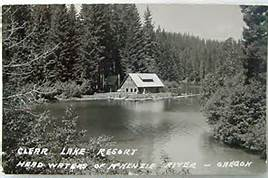 CLEAR LAKE RESORT
HEAD WATERS OF McKENZIE RIVER - OREGON